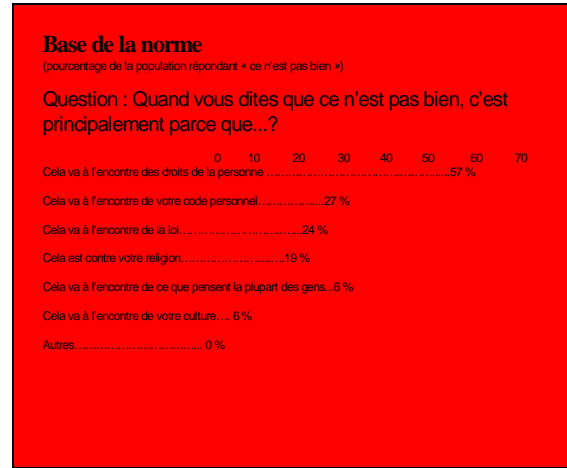 Base de la norme
(pourcentage de la population répondant « ce n'est pas bien »)
Question : Quand vous dites que ce n'est pas bien, c'est
principalement parce que...?
0 10 20 30 40 50 60 70
Cela va à l'encontre des droits de la personne ……………………………………………......57 %
Cela va à l'encontre de votre code personnel………………...27 %
Cela va à l'encontre de la loi……………………………...24 %
Cela est contre votre religion……………………….19 %
Cela va à l'encontre de ce que pensent la plupart des gens...6 %
Cela va à l'encontre de votre culture…. 6 %
Autres……………………………... 0 %